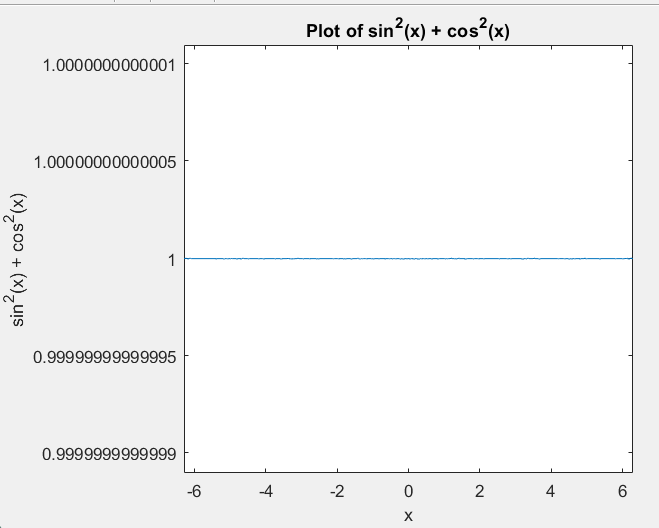 Plot of sin²(x) + cos²(x)
1.0000000000001
1.00000000000005
1
0.99999999999995
0.9999999999999
sin²(x) + cos²(x)
-6 -4 -2 0 2 4 6
x